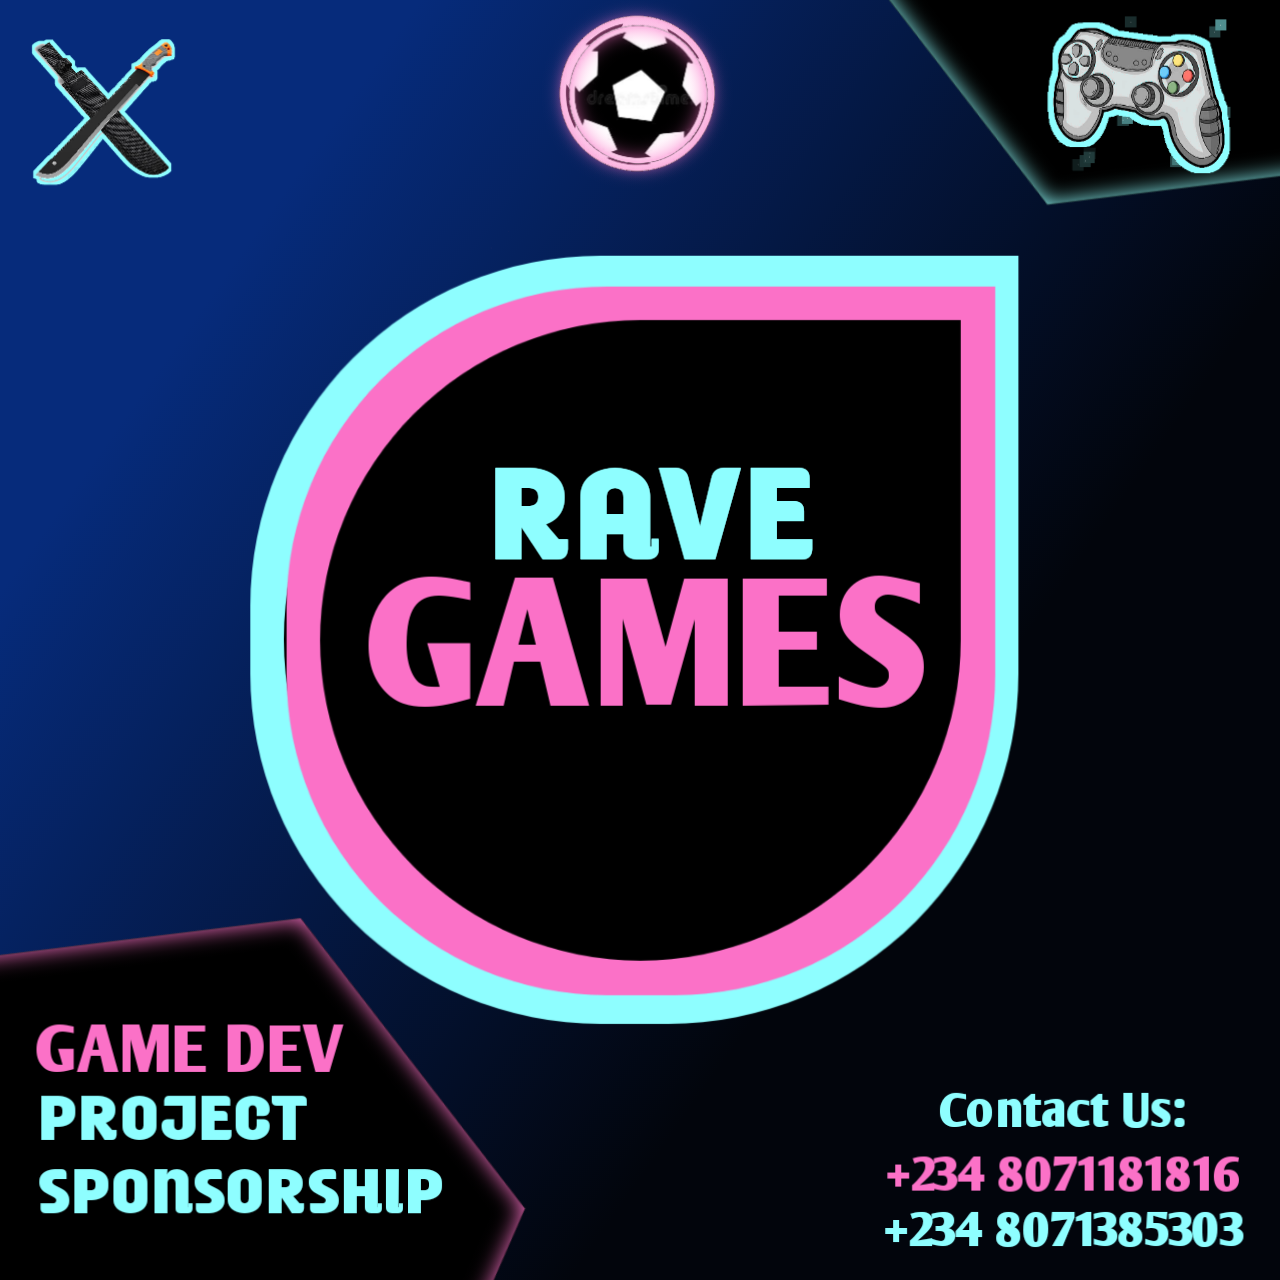 RAVE
GAMES
GAME DEV
PROJECT
SPONSORSHIP
Contact Us:
+234 8071181816
+234 8071385303